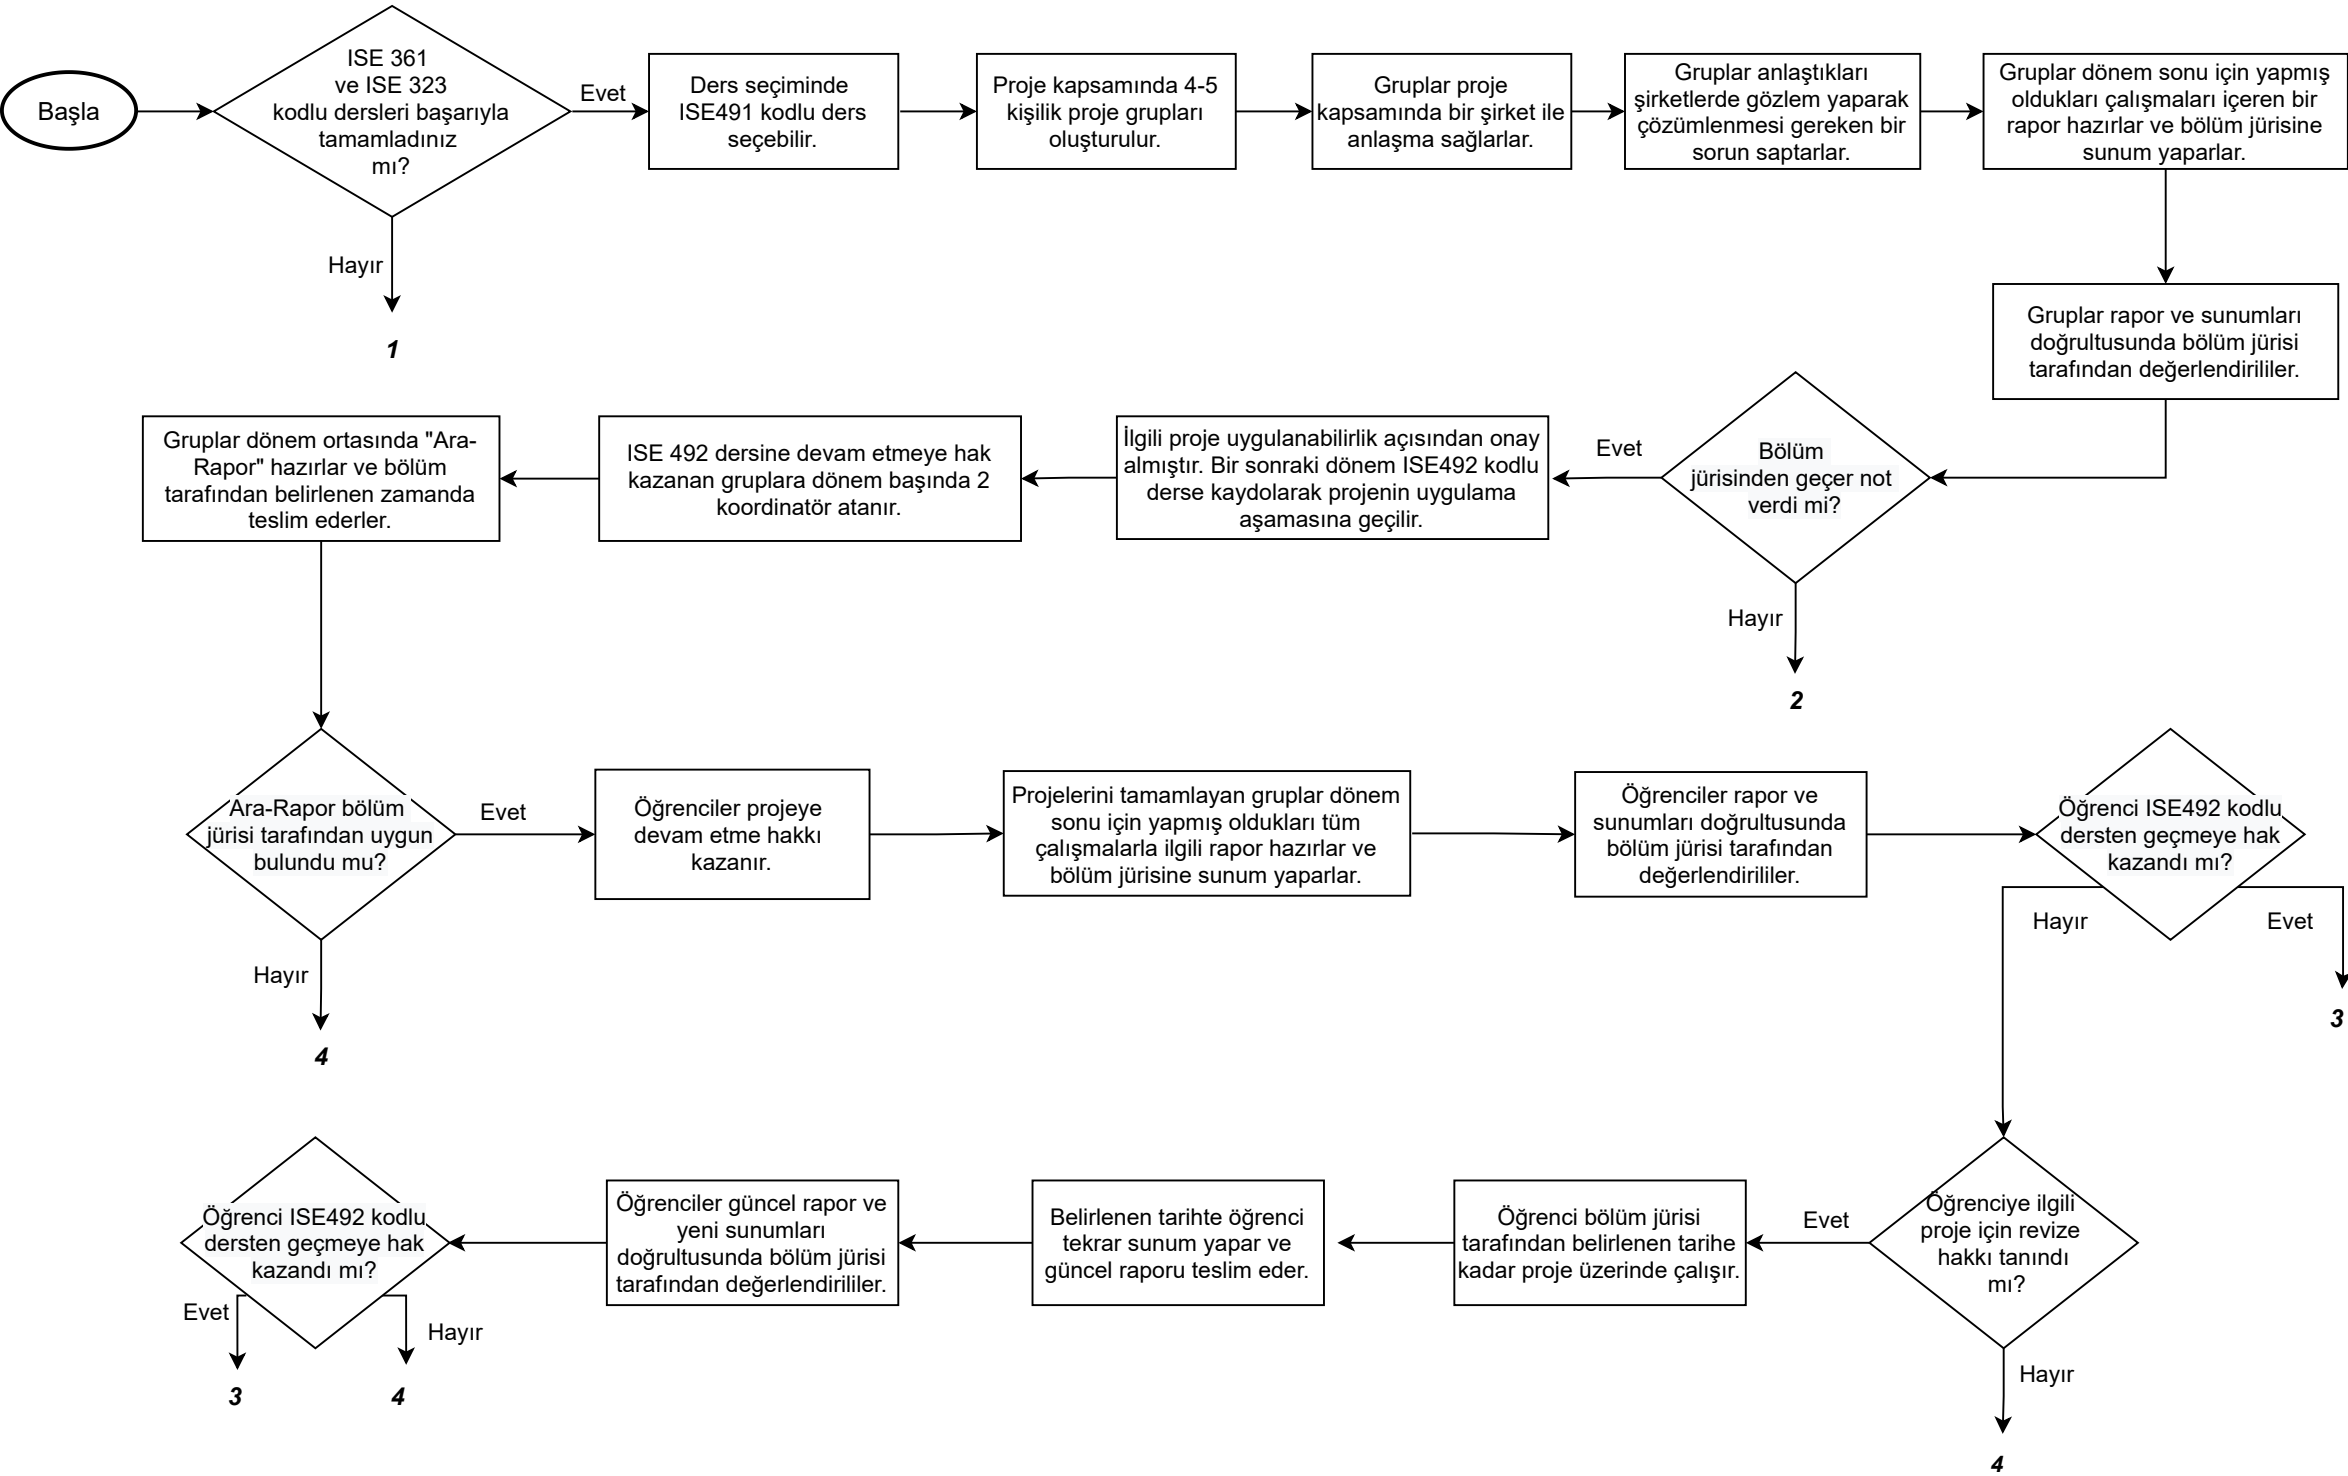 Başla
ISE 361
ve ISE 323
kodlu dersleri başarıyla
tamamladınız
mı?
Evet
Hayır
1
Ders seçiminde
ISE491 kodlu ders
seçebilir.
Proje kapsamında 4-5
kişilik proje grupları
oluşturulur.
Gruplar proje
kapsamında bir şirket ile
anlaşma sağlarlar.
Gruplar anlaştıkları
şirketlerde gözlem yaparak
çözümlenmesi gereken bir
sorun saptarlar.
Gruplar dönem sonu için yapmış
oldukları çalışmaları içeren bir
rapor hazırlar ve bölüm jürisine
sunum yaparlar.
Gruplar rapor ve sunumları
doğrultusunda bölüm jürisi
tarafından değerlendirililer.
Bölüm
jürisinden geçer not
verdi mi?
Evet
Hayır
2
İlgili proje uygulanabilirlik açısından onay
almıştır. Bir sonraki dönem ISE492 kodlu
derse kaydolarak projenin uygulama
aşamasına geçilir.
ISE 492 dersine devam etmeye hak
kazanan gruplara dönem başında 2
koordinatör atanır.
Gruplar dönem ortasında "Ara-
Rapor" hazırlar ve bölüm
tarafından belirlenen zamanda
teslim ederler.
Ara-Rapor bölüm
jürisi tarafından uygun
bulundu mu?
Evet
Hayır
4
Öğrenciler projeye
devam etme hakkı
kazanır.
Projelerini tamamlayan gruplar dönem
sonu için yapmış oldukları tüm
çalışmalarla ilgili rapor hazırlar ve
bölüm jürisine sunum yaparlar.
Öğrenciler rapor ve
sunumları doğrultusunda
bölüm jürisi tarafından
değerlendirililer.
Öğrenci ISE492 kodlu
dersten geçmeye hak
kazandı mı?
Hayır
Evet
3
Öğrenciye ilgili
proje için revize
hakkı tanındı
mı?
Evet
Hayır
4
Öğrenci bölüm jürisi
tarafından belirlenen tarihe
kadar proje üzerinde çalışır.
Belirlenen tarihte öğrenci
tekrar sunum yapar ve
güncel raporu teslim eder.
Öğrenciler güncel rapor ve
yeni sunumları
doğrultusunda bölüm jürisi
tarafından değerlendirililer.
Öğrenci ISE492 kodlu
dersten geçmeye hak
kazandı mı?
Evet
Hayır
3
4